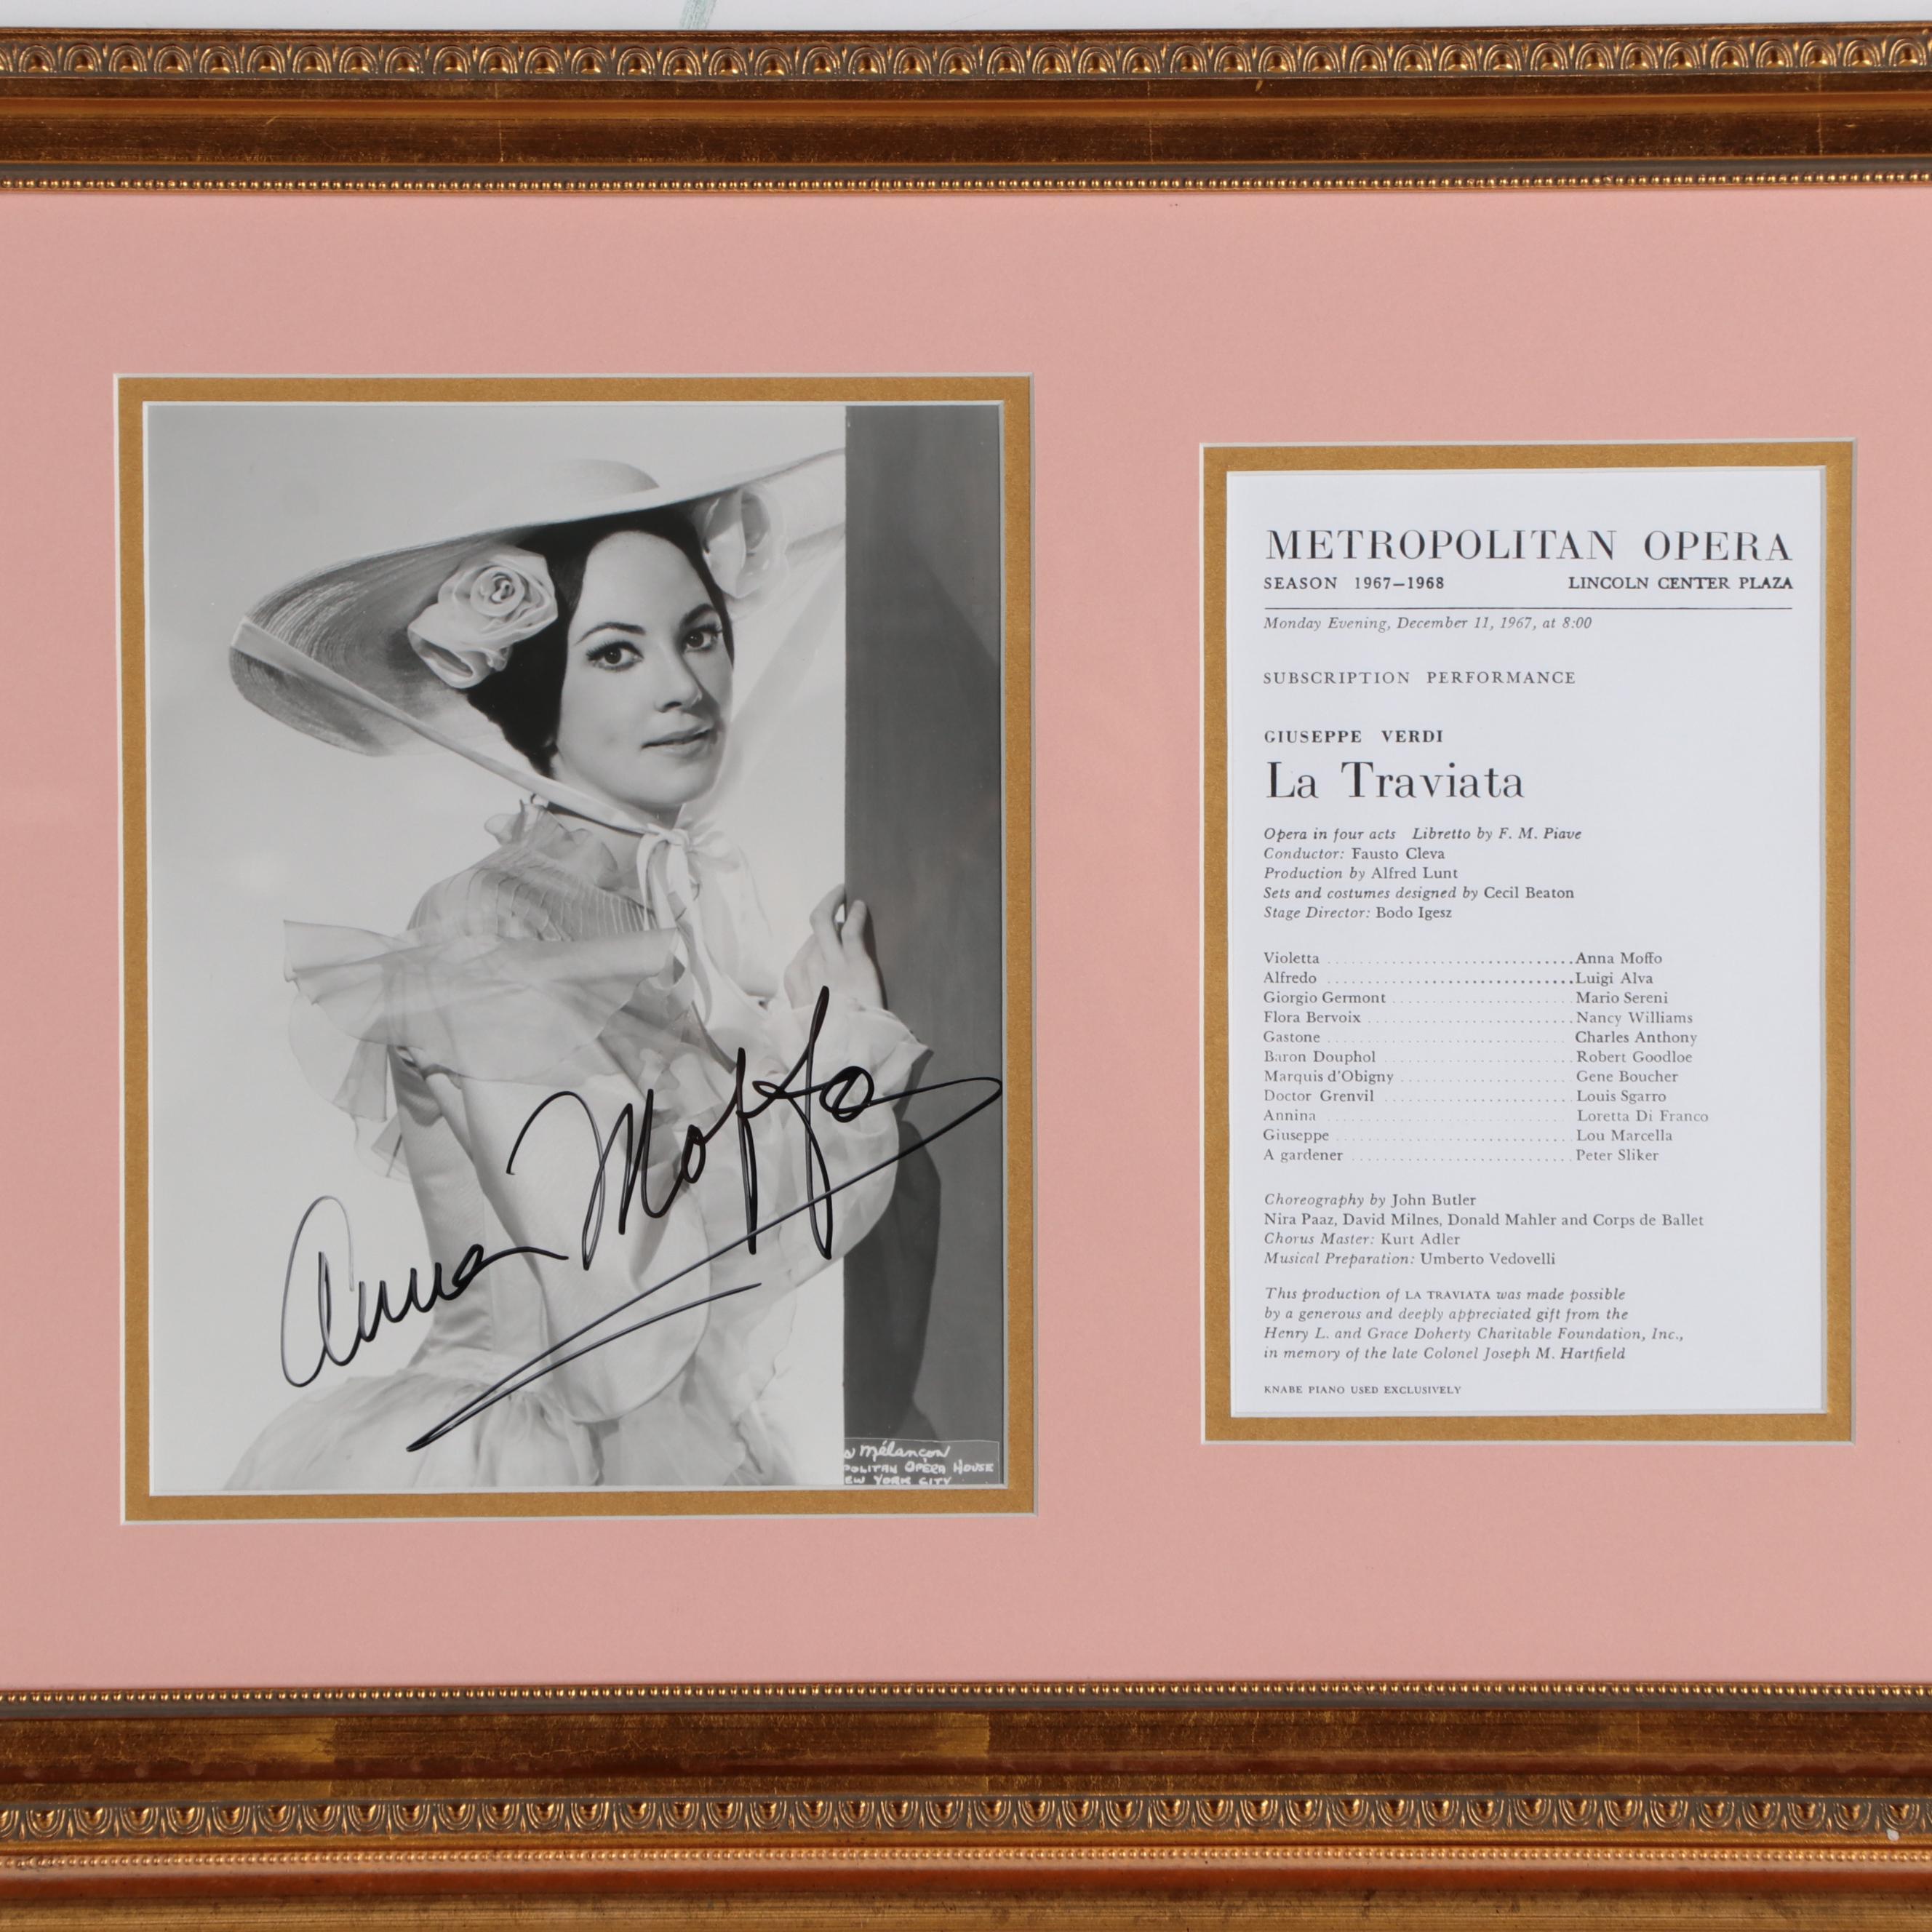 Anna Moffo
Mélançon
Opera House
York City
METROPOLITAN OPERA
SEASON 1967–1968 LINCOLN CENTER PLAZA
Monday Evening, December 11, 1967, at 8:00
SUBSCRIPTION PERFORMANCE
GIUSEPPE VERDI
La Traviata
Opera in four acts Libretto by F. M. Piave
Conductor: Fausto Cleva
Production by Alfred Lunt
Sets and costumes designed by Cecil Beaton
Stage Director: Bodo Igesz
Violetta Anna Moffo
Alfredo Luigi Alva
Giorgio Germont Mario Sereni
Flora Bervoix Nancy Williams
Gastone Charles Anthony
Baron Douphol Robert Goodloe
Marquis d'Obigny Gene Boucher
Doctor Grenvil Louis Sgarro
Annina Loretta Di Franco
Giuseppe Lou Marcella
A gardener Peter Sliker
Choreography by John Butler
Nira Paaz, David Milnes, Donald Mahler and Corps de Ballet
Chorus Master: Kurt Adler
Musical Preparation: Umberto Vedovelli
This production of LA TRAVIATA was made possible
by a generous and deeply appreciated gift from the
Henry L. and Grace Doherty Charitable Foundation, Inc.,
in memory of the late Colonel Joseph M. Hartfield
KNABE PIANO USED EXCLUSIVELY